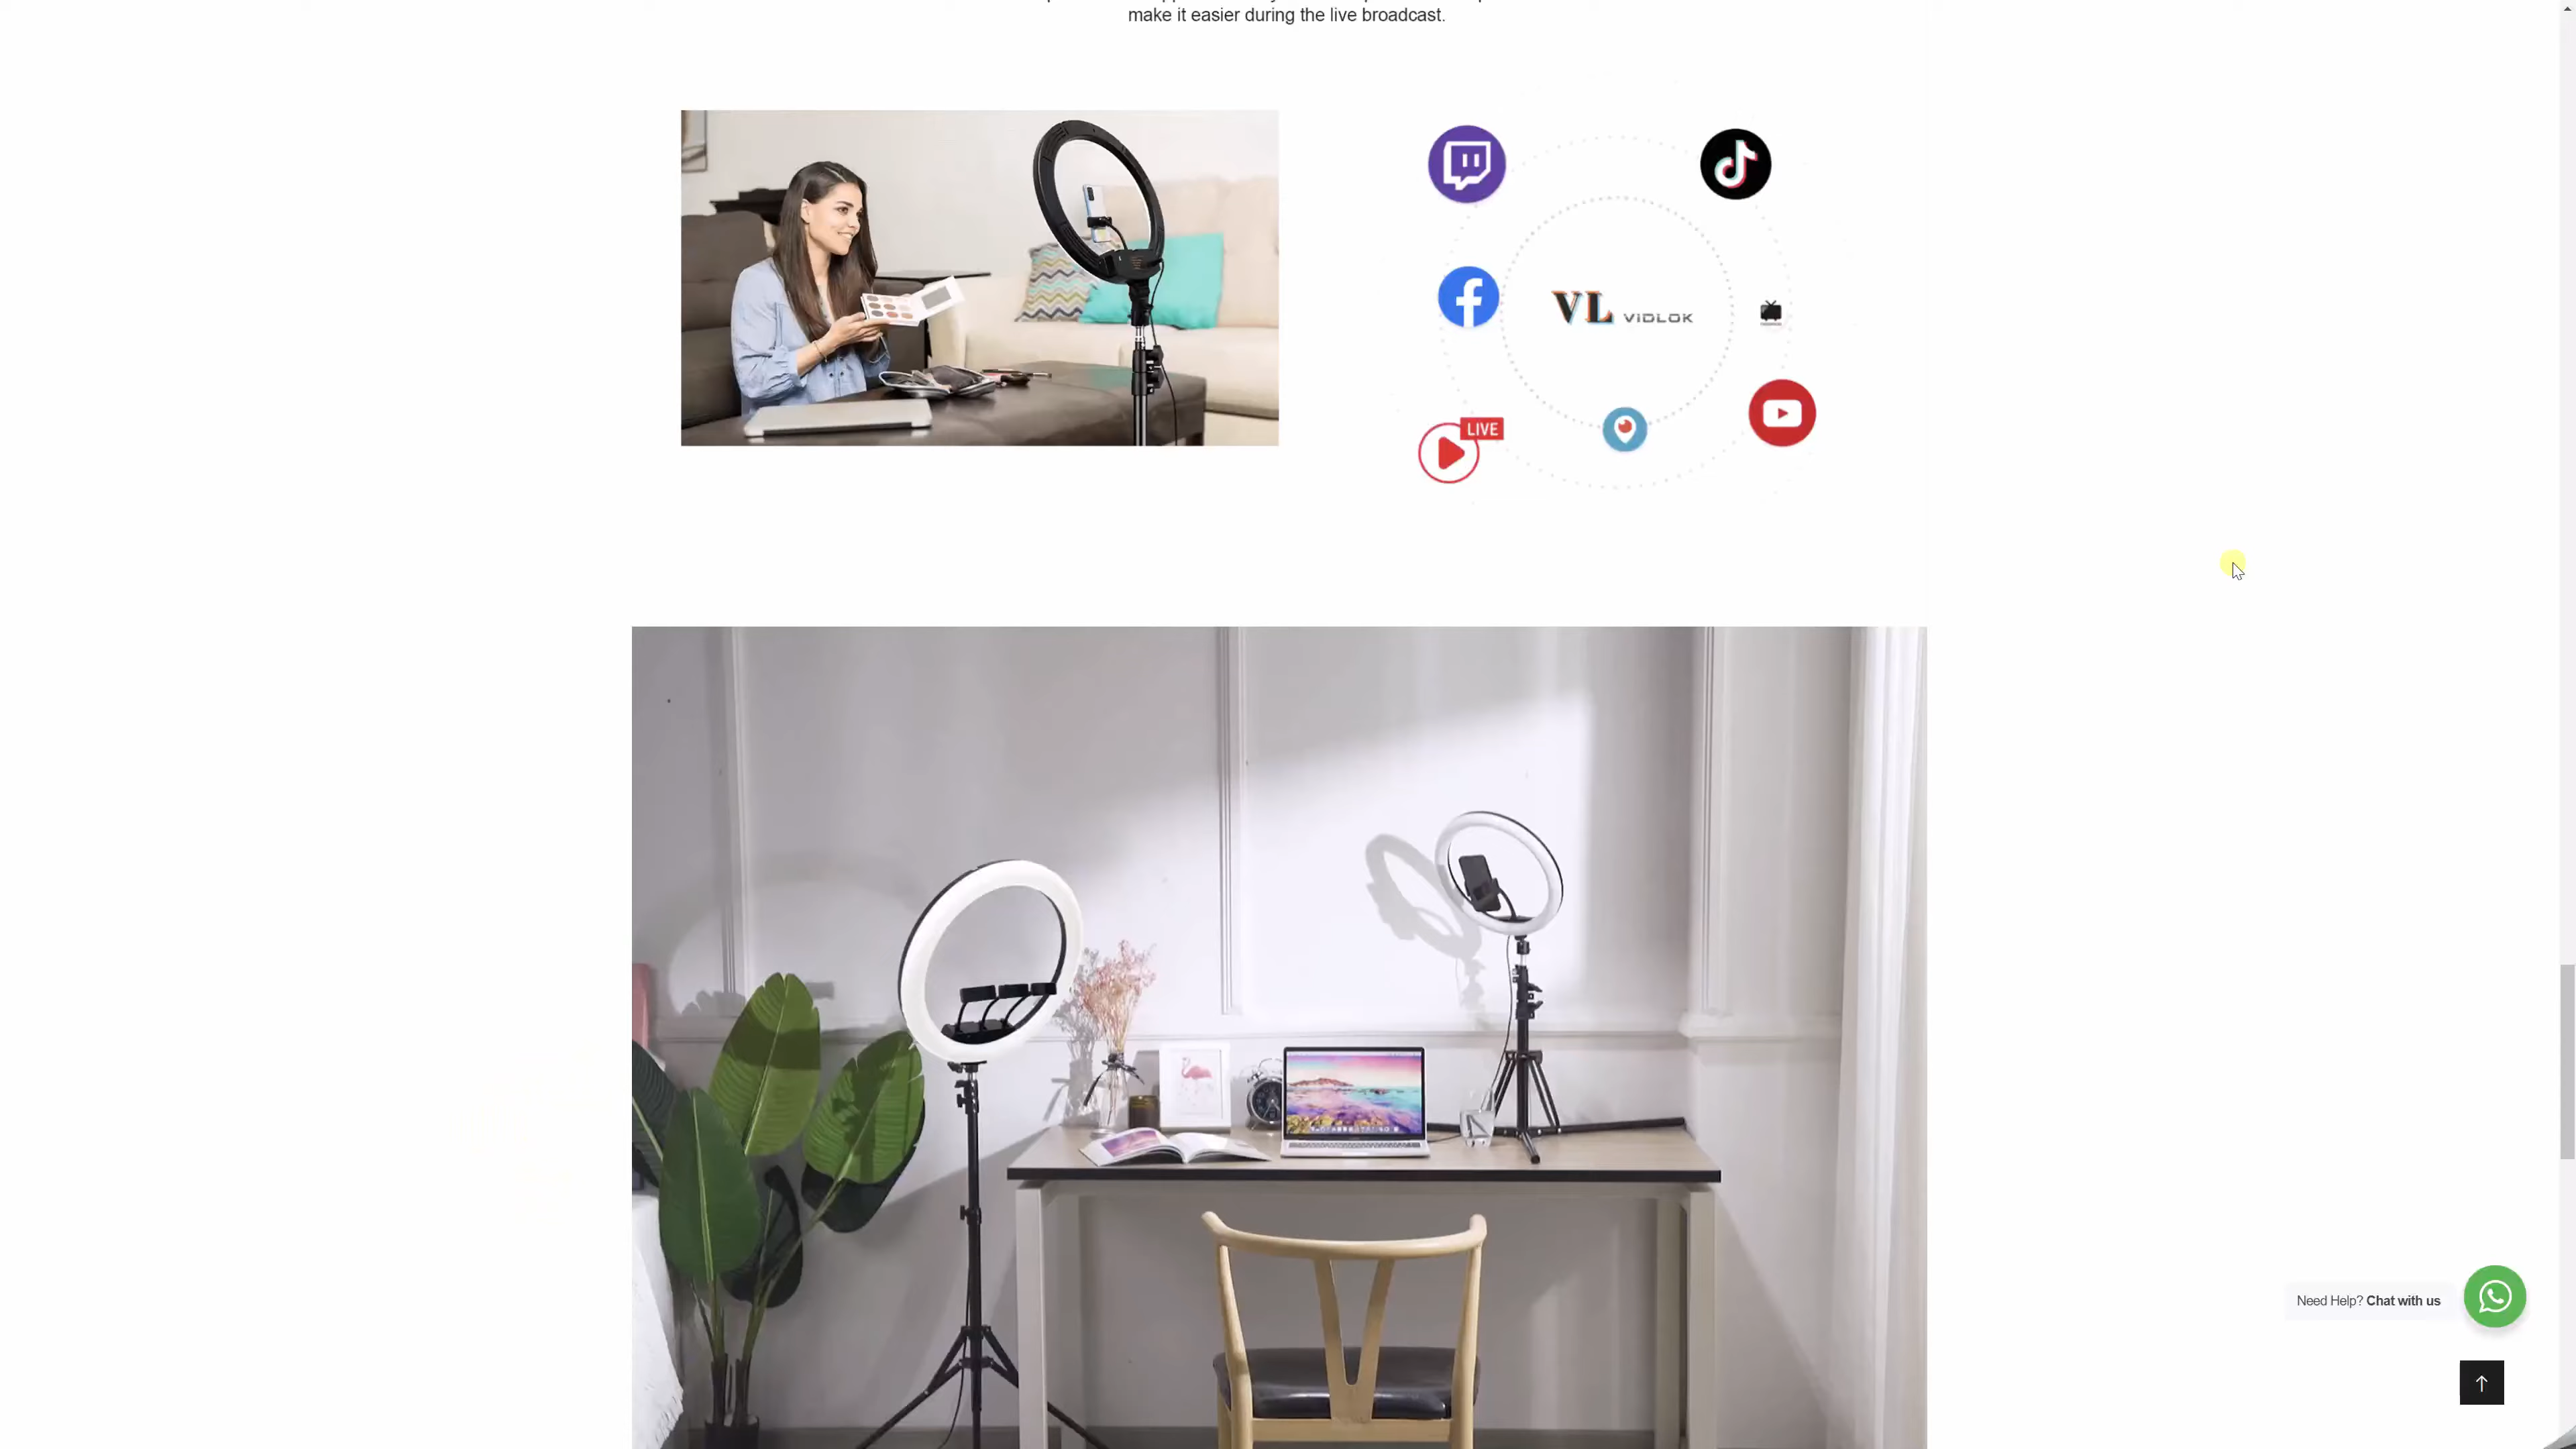 make it easier during the live broadcast.
VL VIDLOK
LIVE
Need Help? Chat with us